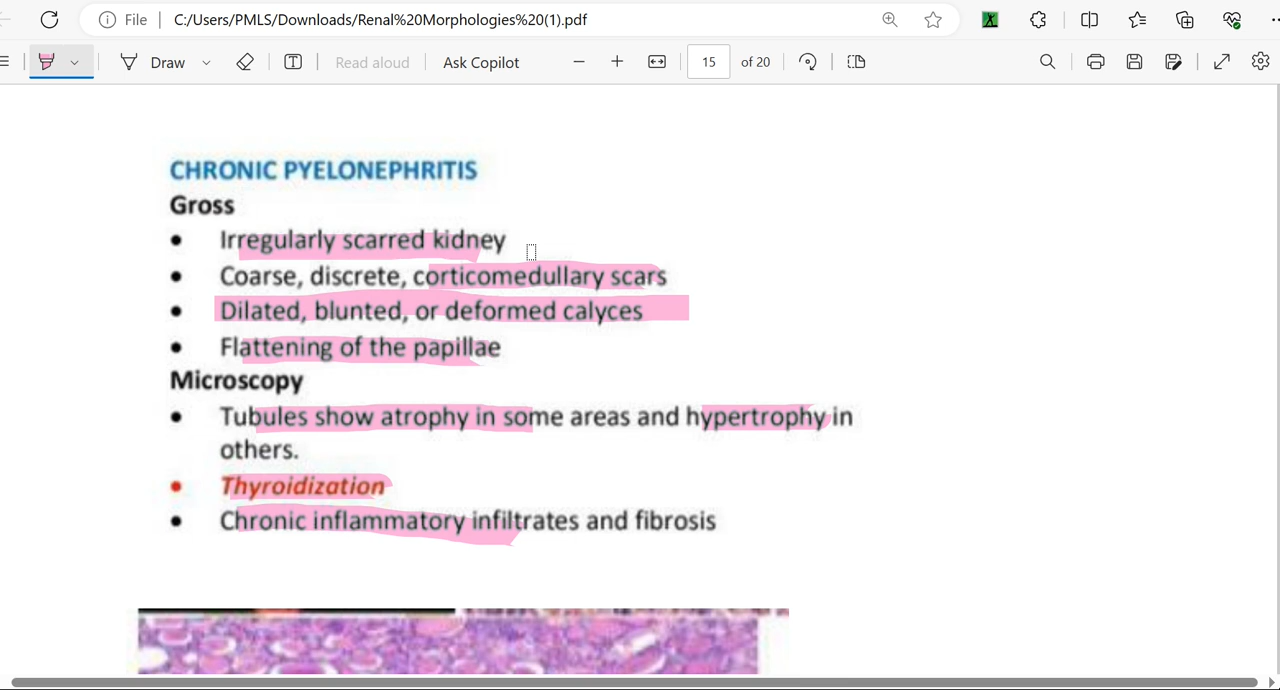 File C:/Users/PMLS/Downloads/Renal%20Morphologies%20(1).pdf
Draw Read aloud Ask Copilot 15 of 20
CHRONIC PYELONEPHRITIS
Gross
• Irregularly scarred kidney
• Coarse, discrete, corticomedullary scars
• Dilated, blunted, or deformed calyces
• Flattening of the papillae
Microscopy
• Tubules show atrophy in some areas and hypertrophy in
others.
• Thyroidization
• Chronic inflammatory infiltrates and fibrosis